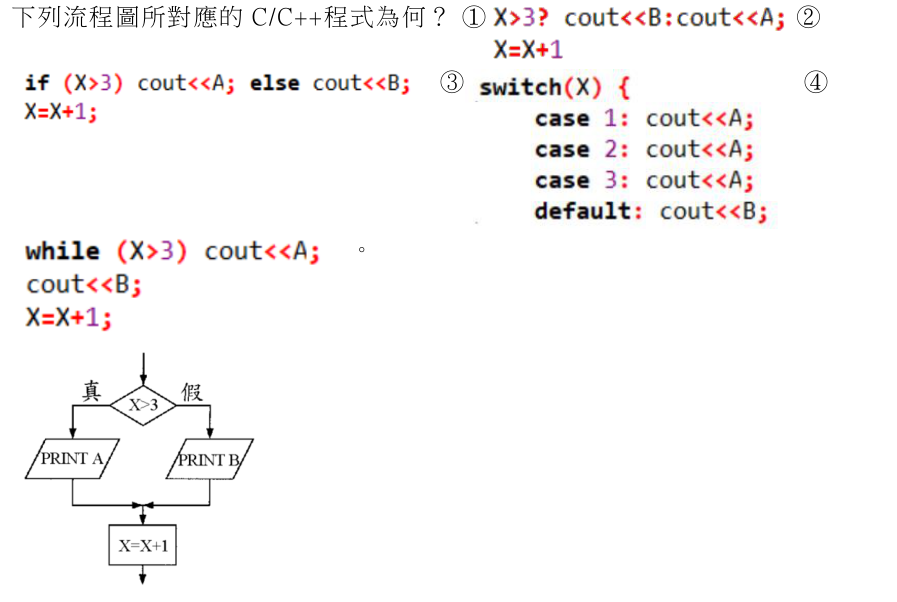 下列流程圖所對應的 C/C++程式為何？ ① X>3? cout<<B:cout<<A; ②
X=X+1
if (X>3) cout<<A; else cout<<B; ③ switch(X) { ④
X=X+1;
case 1: cout<<A;
case 2: cout<<A;
case 3: cout<<A;
default: cout<<B;
while (X>3) cout<<A; 。
cout<<B;
X=X+1;
真 假
X>3
PRINT A PRINT B
X=X+1